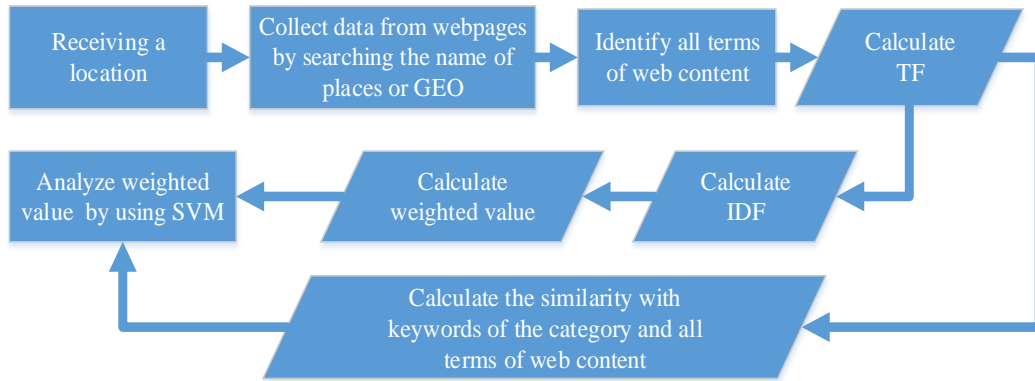 Receiving a
location
Collect data from webpages
by searching the name of
places or GEO
Identify all terms
of web content
Calculate
TF
Analyze weighted
value by using SVM
Calculate
weighted value
Calculate
IDF
Calculate the similarity with
keywords of the category and all
terms of web content